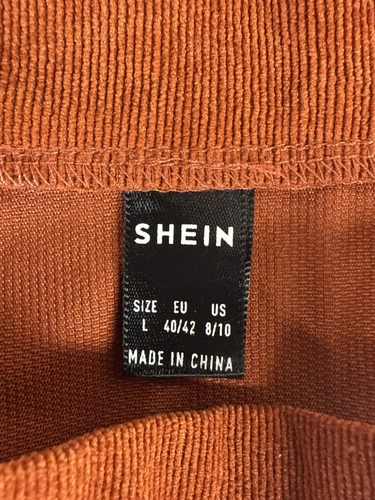 SHEIN
SIZE EU US
L 40/42 8/10
MADE IN CHINA